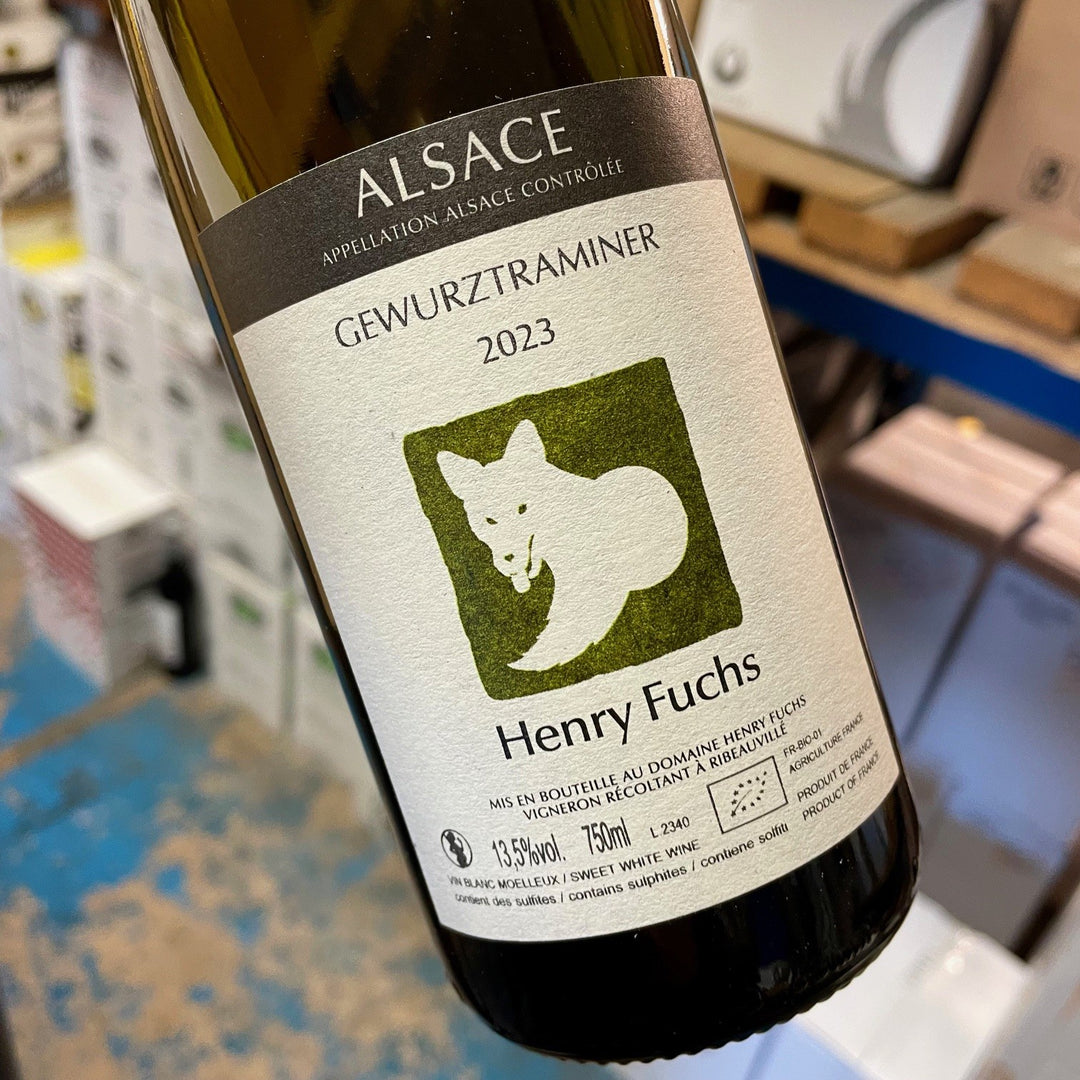 ALSACE
APPELLATION ALSACE CONTRÔLÉE
GEWURZTRAMINER
2023
Henry Fuchs
MIS EN BOUTEILLE AU DOMAINE HENRY FUCHS
VIGNERON RÉCOLTANT À RIBEAUVILLÉ
FR-BIO-01
AGRICULTURE FRANCE
13,5%vol. 750ml L 2340
PRODUIT DE FRANCE
PRODUCT OF FRANCE
VIN BLANC MOELLEUX / SWEET WHITE WINE
contient des sulfites / contains sulphites / contiene solfiti